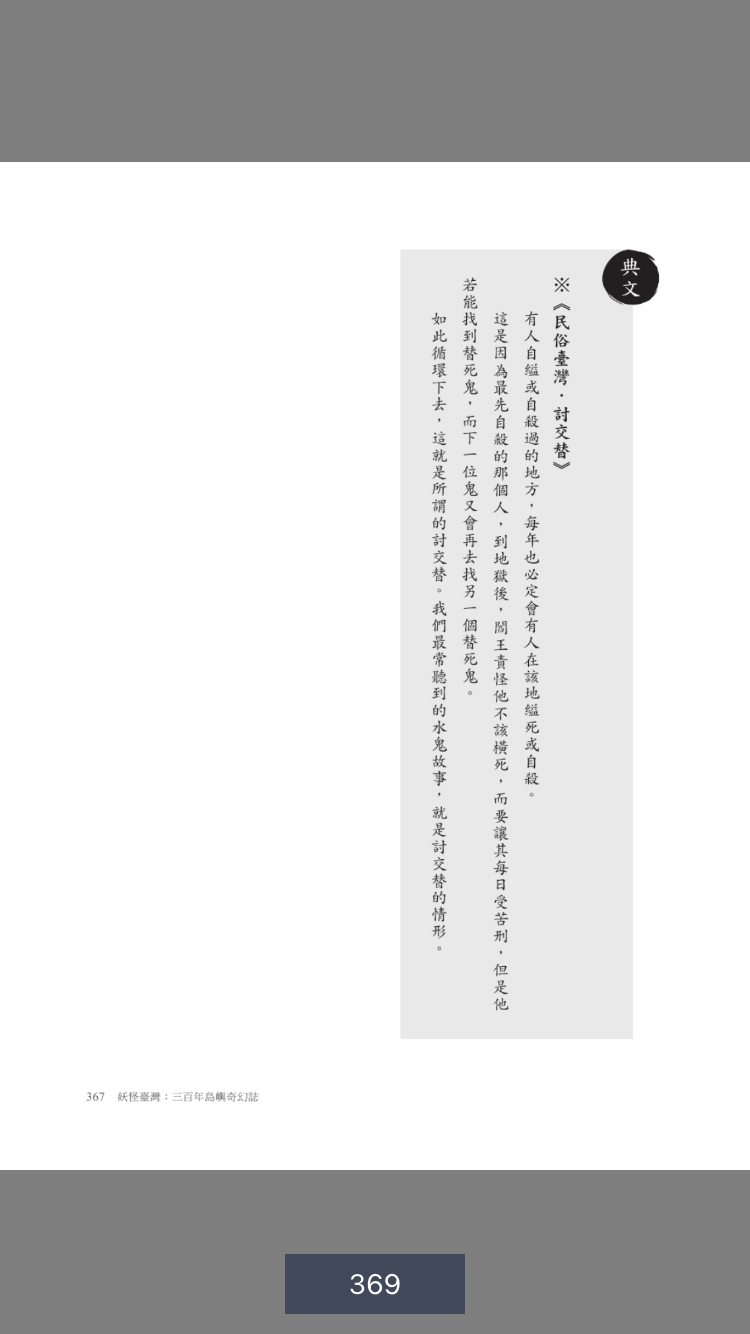 典文
※《民俗臺灣．討交替》
有人自縊或自殺過的地方，每年也必定會有人在該地縊死或自殺。
這是因為最先自殺的那個人，到地獄後，閻王責怪他不該橫死，而要讓其每日受苦刑，但是他
若能找到替死鬼，而下一位鬼又會再去找另一個替死鬼。
如此循環下去，這就是所謂的討交替。我們最常聽到的水鬼故事，就是討交替的情形。
367 妖怪臺灣：三百年島嶼奇幻誌
369